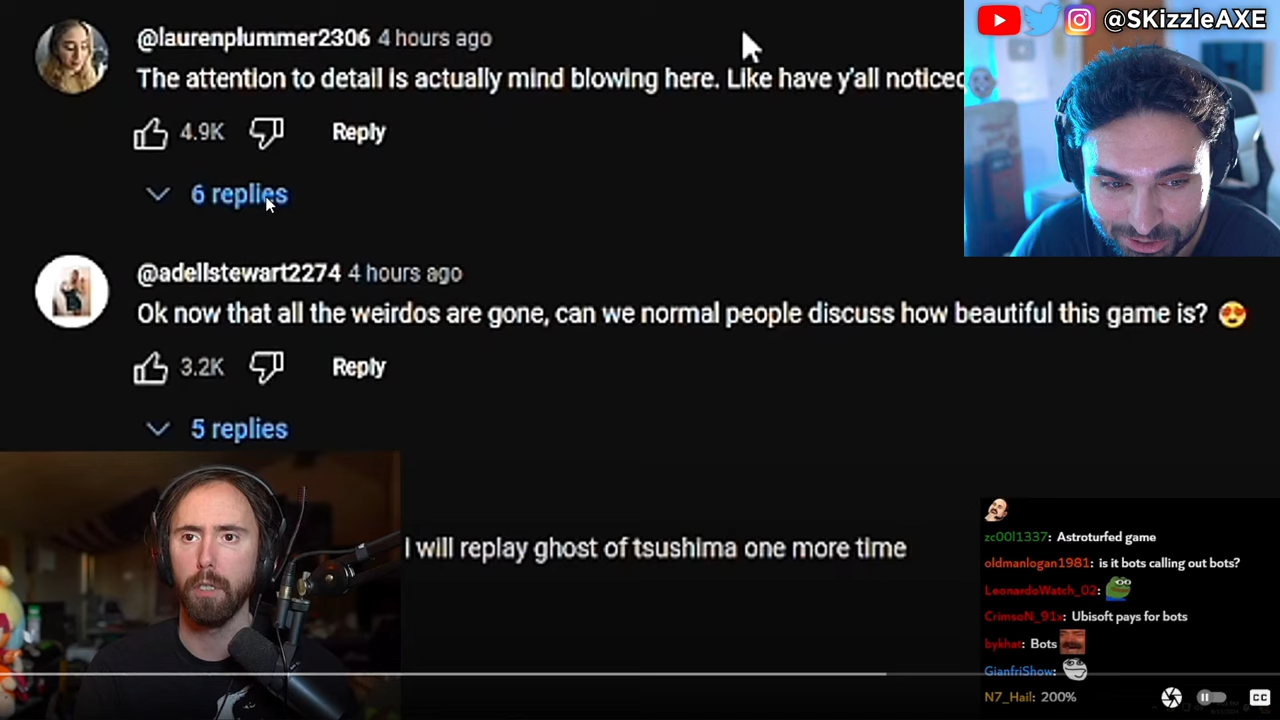 @SKizzleAXE
@laurenplummer2306 4 hours ago
The attention to detail is actually mind blowing here. Like have y'all noticed
4.9K Reply
6 replies
@adellstewart2274 4 hours ago
Ok now that all the weirdos are gone, can we normal people discuss how beautiful this game is? 😍
3.2K Reply
5 replies
I will replay ghost of tsushima one more time
zc00l1337: Astroturfed game
oldmanlogan1981: is it bots calling out bots?
LeonardoWatch_02:
CrimsoN_91x: Ubisoft pays for bots
bykhat: Bots
GianfriShow:
N7_Hail: 200%
CC